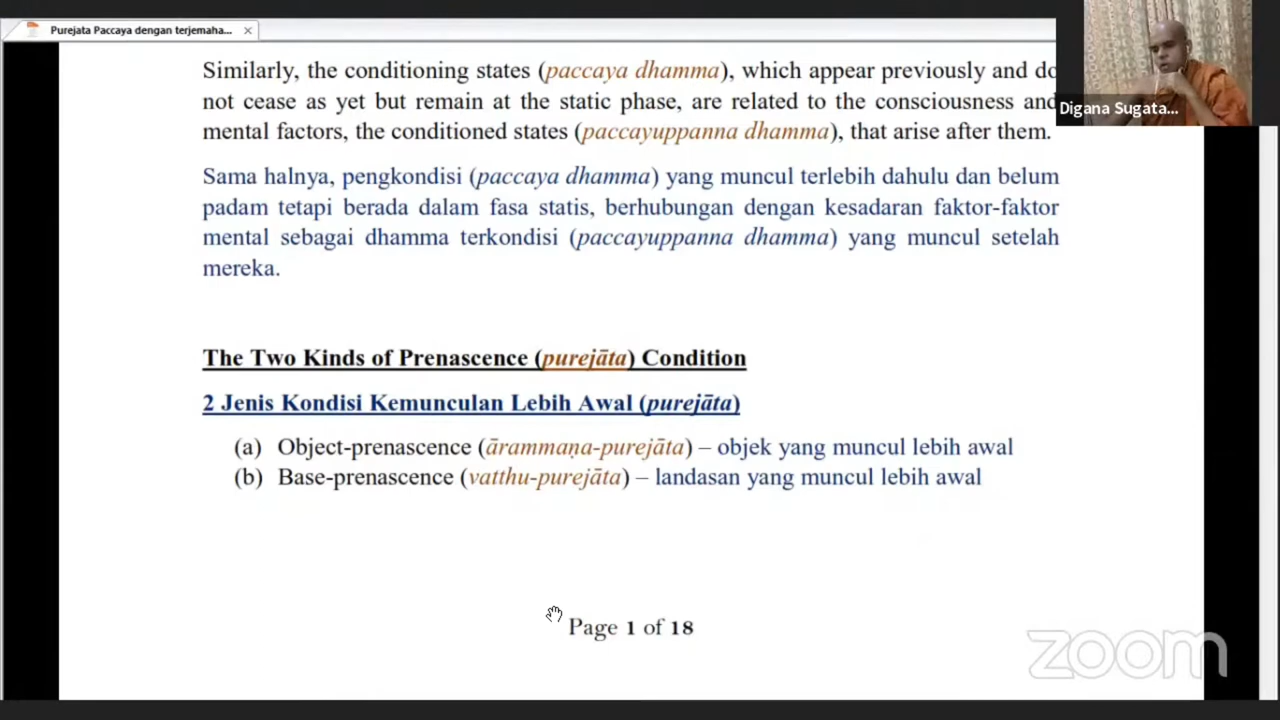 Purejata Paccaya dengan terjemaha...
Similarly, the conditioning states (paccaya dhamma), which appear previously and do
not cease as yet but remain at the static phase, are related to the consciousness and
mental factors, the conditioned states (paccayuppanna dhamma), that arise after them.
Digana Sugata...
Sama halnya, pengkondisi (paccaya dhamma) yang muncul terlebih dahulu dan belum
padam tetapi berada dalam fasa statis, berhubungan dengan kesadaran faktor-faktor
mental sebagai dhamma terkondisi (paccayuppanna dhamma) yang muncul setelah
mereka.
The Two Kinds of Prenascence (purejāta) Condition
2 Jenis Kondisi Kemunculan Lebih Awal (purejāta)
(a) Object-prenascence (ārammaṇa-purejāta) – objek yang muncul lebih awal
(b) Base-prenascence (vatthu-purejāta) – landasan yang muncul lebih awal
Page 1 of 18
zoom